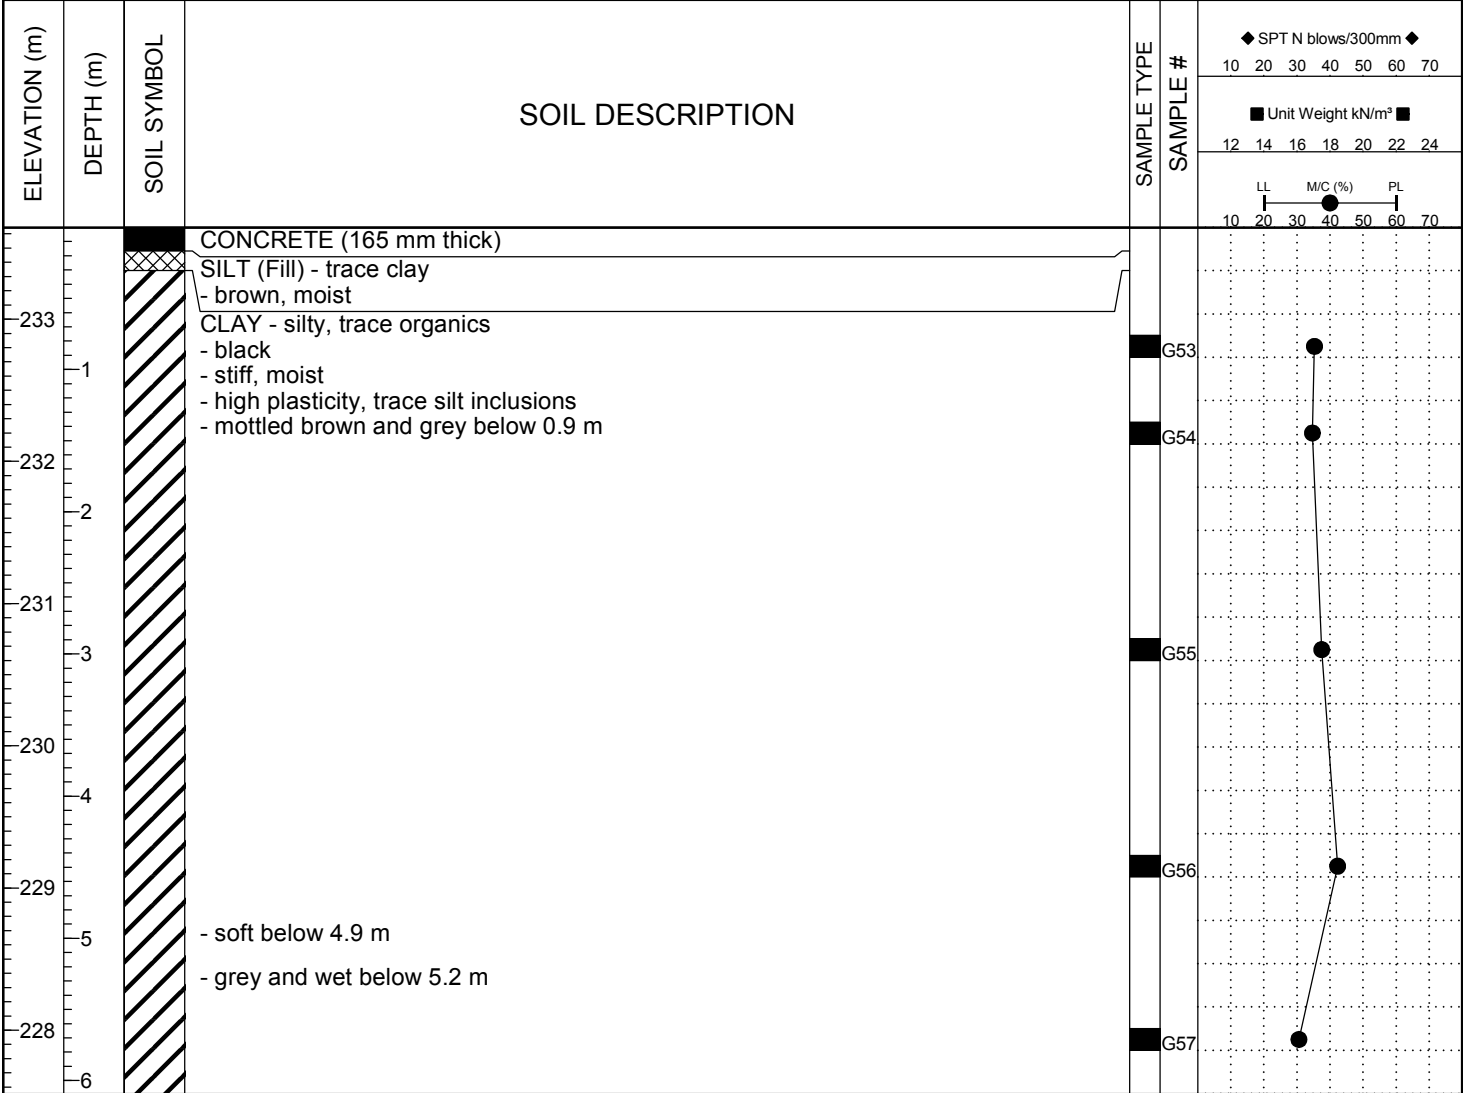 ELEVATION (m)
DEPTH (m)
SOIL SYMBOL
SOIL DESCRIPTION
SAMPLE TYPE
SAMPLE #
◆ SPT N blows/300mm ◆
10 20 30 40 50 60 70
■ Unit Weight kN/m³ ■
12 14 16 18 20 22 24
LL M/C (%) PL
10 20 30 40 50 60 70
CONCRETE (165 mm thick)
SILT (Fill) - trace clay
- brown, moist
233
CLAY - silty, trace organics
- black
G53
1
- stiff, moist
- high plasticity, trace silt inclusions
- mottled brown and grey below 0.9 m
G54
232
2
231
3
G55
230
4
G56
229
5
- soft below 4.9 m
- grey and wet below 5.2 m
228
G57
6